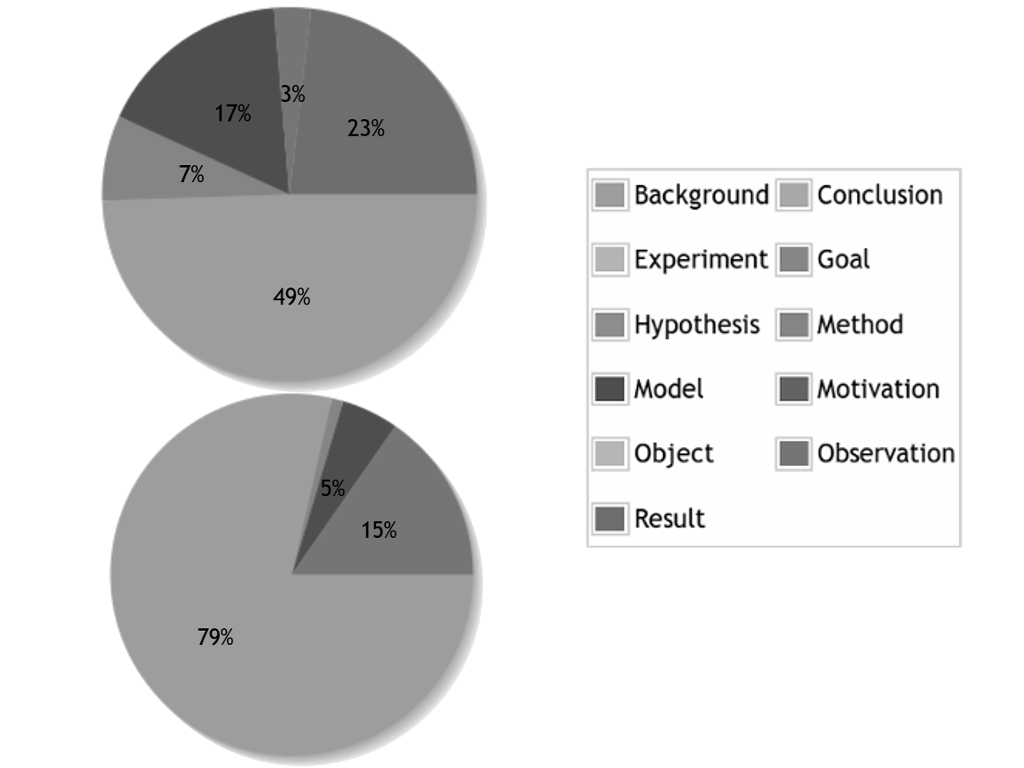 3%
17%
23%
7%
49%
5%
15%
79%
Background Conclusion
Experiment Goal
Hypothesis Method
Model Motivation
Object Observation
Result